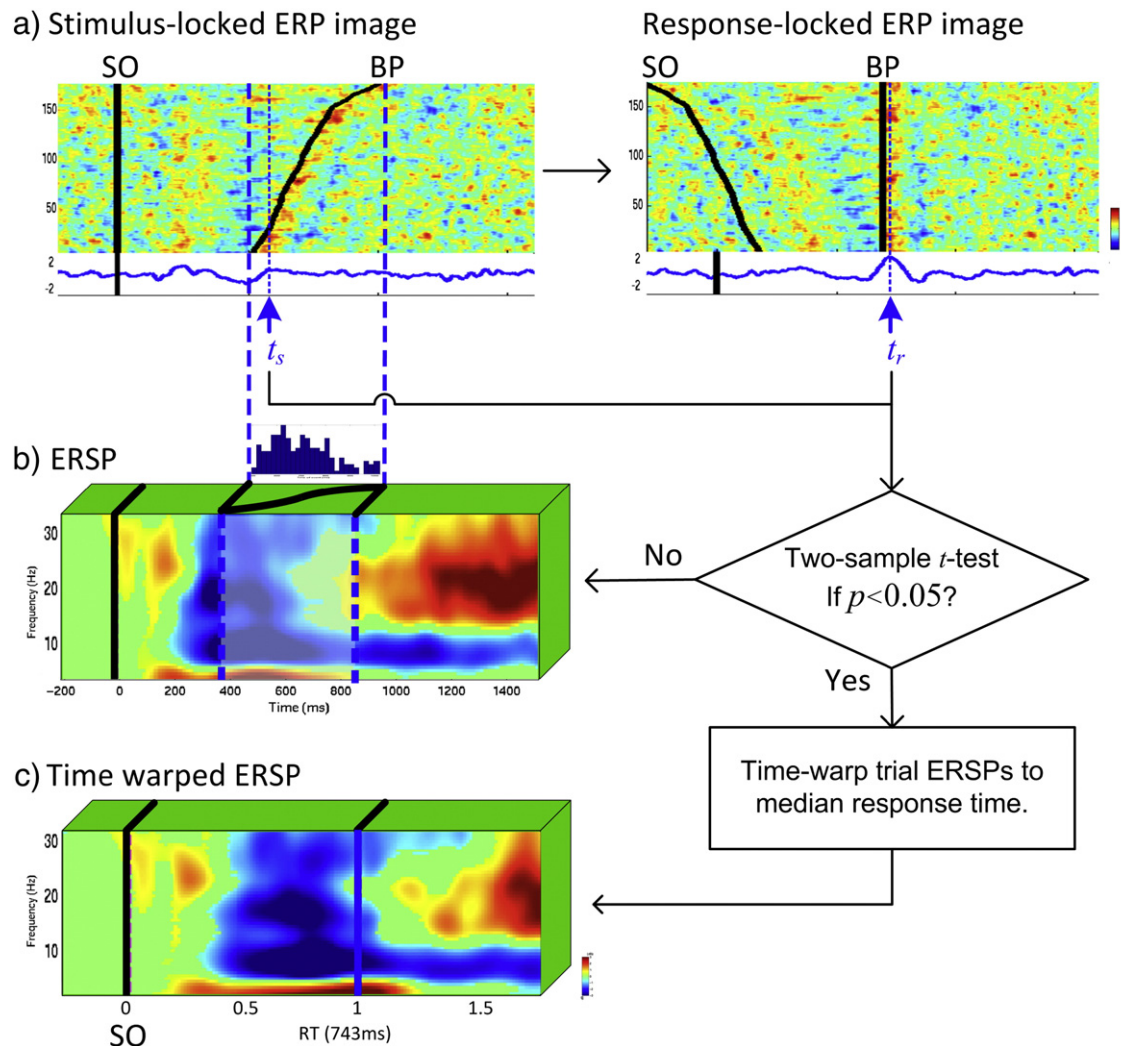 a) Stimulus-locked ERP image
Response-locked ERP image
SO
BP
SO
BP
150
100
50
2
-2
150
100
50
2
-2
ts
tr
b) ERSP
Frequency (Hz)
30
20
10
-200
0
200
400
600
800
1000
1200
1400
Time (ms)
No
Two-sample t-test
If p<0.05?
Yes
Time-warp trial ERSPs to
median response time.
c) Time warped ERSP
Frequency (Hz)
30
20
10
0
0.5
1
1.5
SO
RT (743ms)